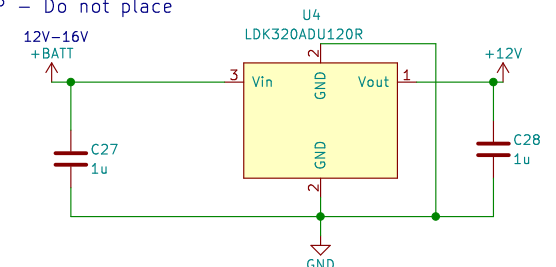 – Do not place
U4
12V–16V
LDK320ADU120R
+BATT
+12V
2
3
Vin
GND
Vout
1
C27
1u
GND
C28
1u
2
GND